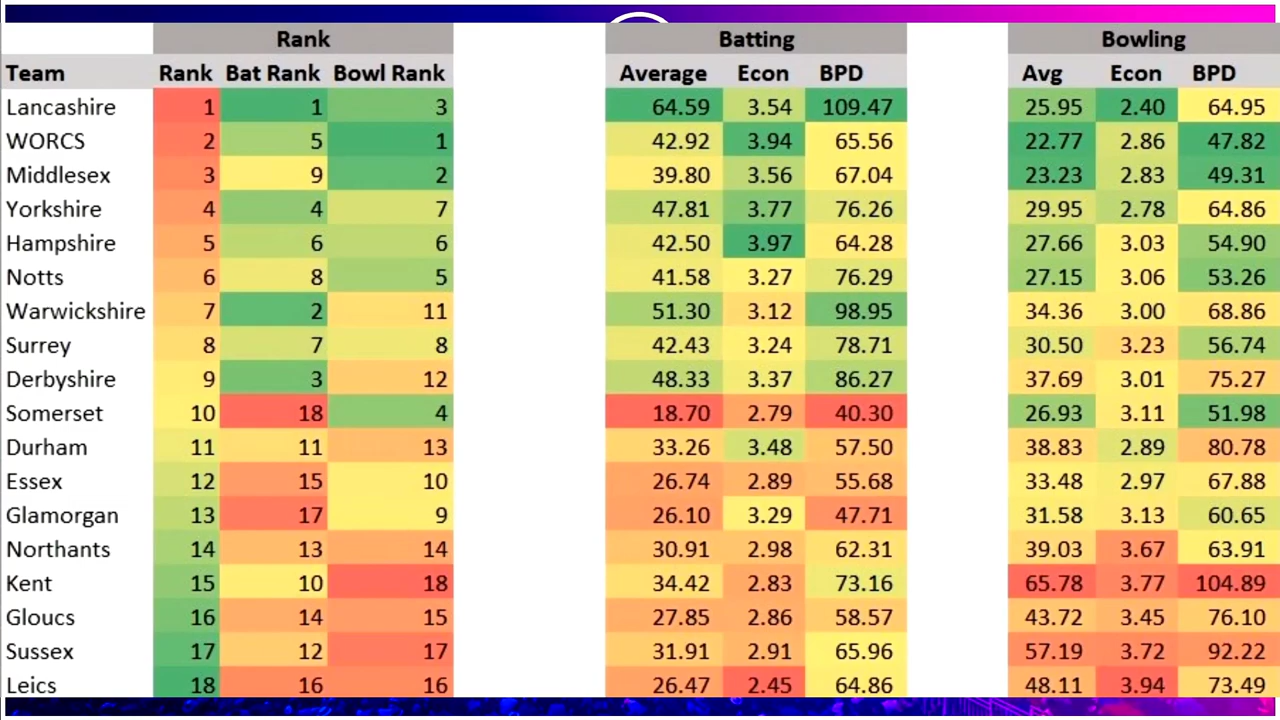 Rank Batting Bowling
Team Rank Bat Rank Bowl Rank Average Econ BPD Avg Econ BPD
Lancashire 1 1 3 64.59 3.54 109.47 25.95 2.40 64.95
WORCS 2 5 1 42.92 3.94 65.56 22.77 2.86 47.82
Middlesex 3 9 2 39.80 3.56 67.04 23.23 2.83 49.31
Yorkshire 4 4 7 47.81 3.77 76.26 29.95 2.78 64.86
Hampshire 5 6 6 42.50 3.97 64.28 27.66 3.03 54.90
Notts 6 8 5 41.58 3.27 76.29 27.15 3.06 53.26
Warwickshire 7 2 11 51.30 3.12 98.95 34.36 3.00 68.86
Surrey 8 7 8 42.43 3.24 78.71 30.50 3.23 56.74
Derbyshire 9 3 12 48.33 3.37 86.27 37.69 3.01 75.27
Somerset 10 18 4 18.70 2.79 40.30 26.93 3.11 51.98
Durham 11 11 13 33.26 3.48 57.50 38.83 2.89 80.78
Essex 12 15 10 26.74 2.89 55.68 33.48 2.97 67.88
Glamorgan 13 17 9 26.10 3.29 47.71 31.58 3.13 60.65
Northants 14 13 14 30.91 2.98 62.31 39.03 3.67 63.91
Kent 15 10 18 34.42 2.83 73.16 65.78 3.77 104.89
Gloucs 16 14 15 27.85 2.86 58.57 43.72 3.45 76.10
Sussex 17 12 17 31.91 2.91 65.96 57.19 3.72 92.22
Leics 18 16 16 26.47 2.45 64.86 48.11 3.94 73.49